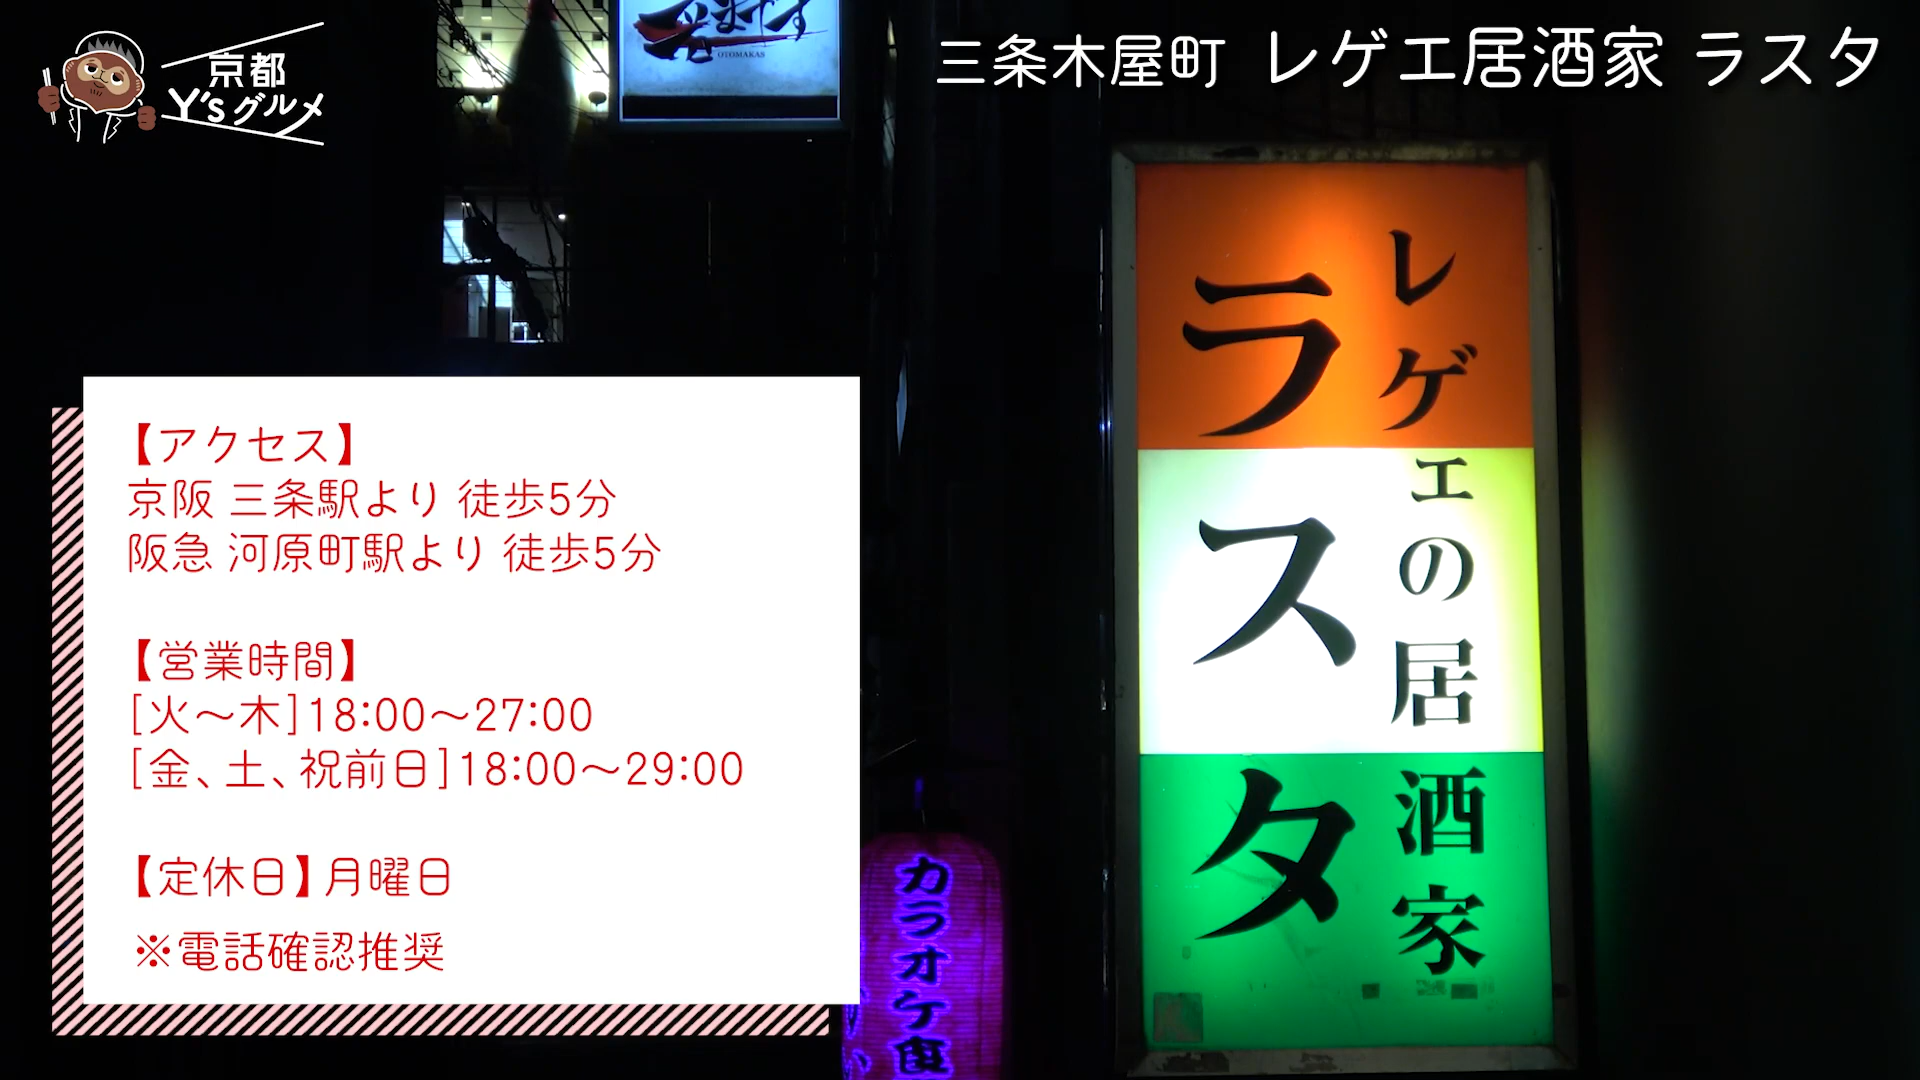 京都
Y'sグルメ
三条木屋町 レゲエ居酒家 ラスタ
OTOMAKAS
【アクセス】
京阪 三条駅より 徒歩5分
阪急 河原町駅より 徒歩5分
【営業時間】
[火～木]18:00～27:00
[金、土、祝前日]18:00～29:00
【定休日】月曜日
※電話確認推奨
レゲエの居酒家
ラスタ
カラオケ